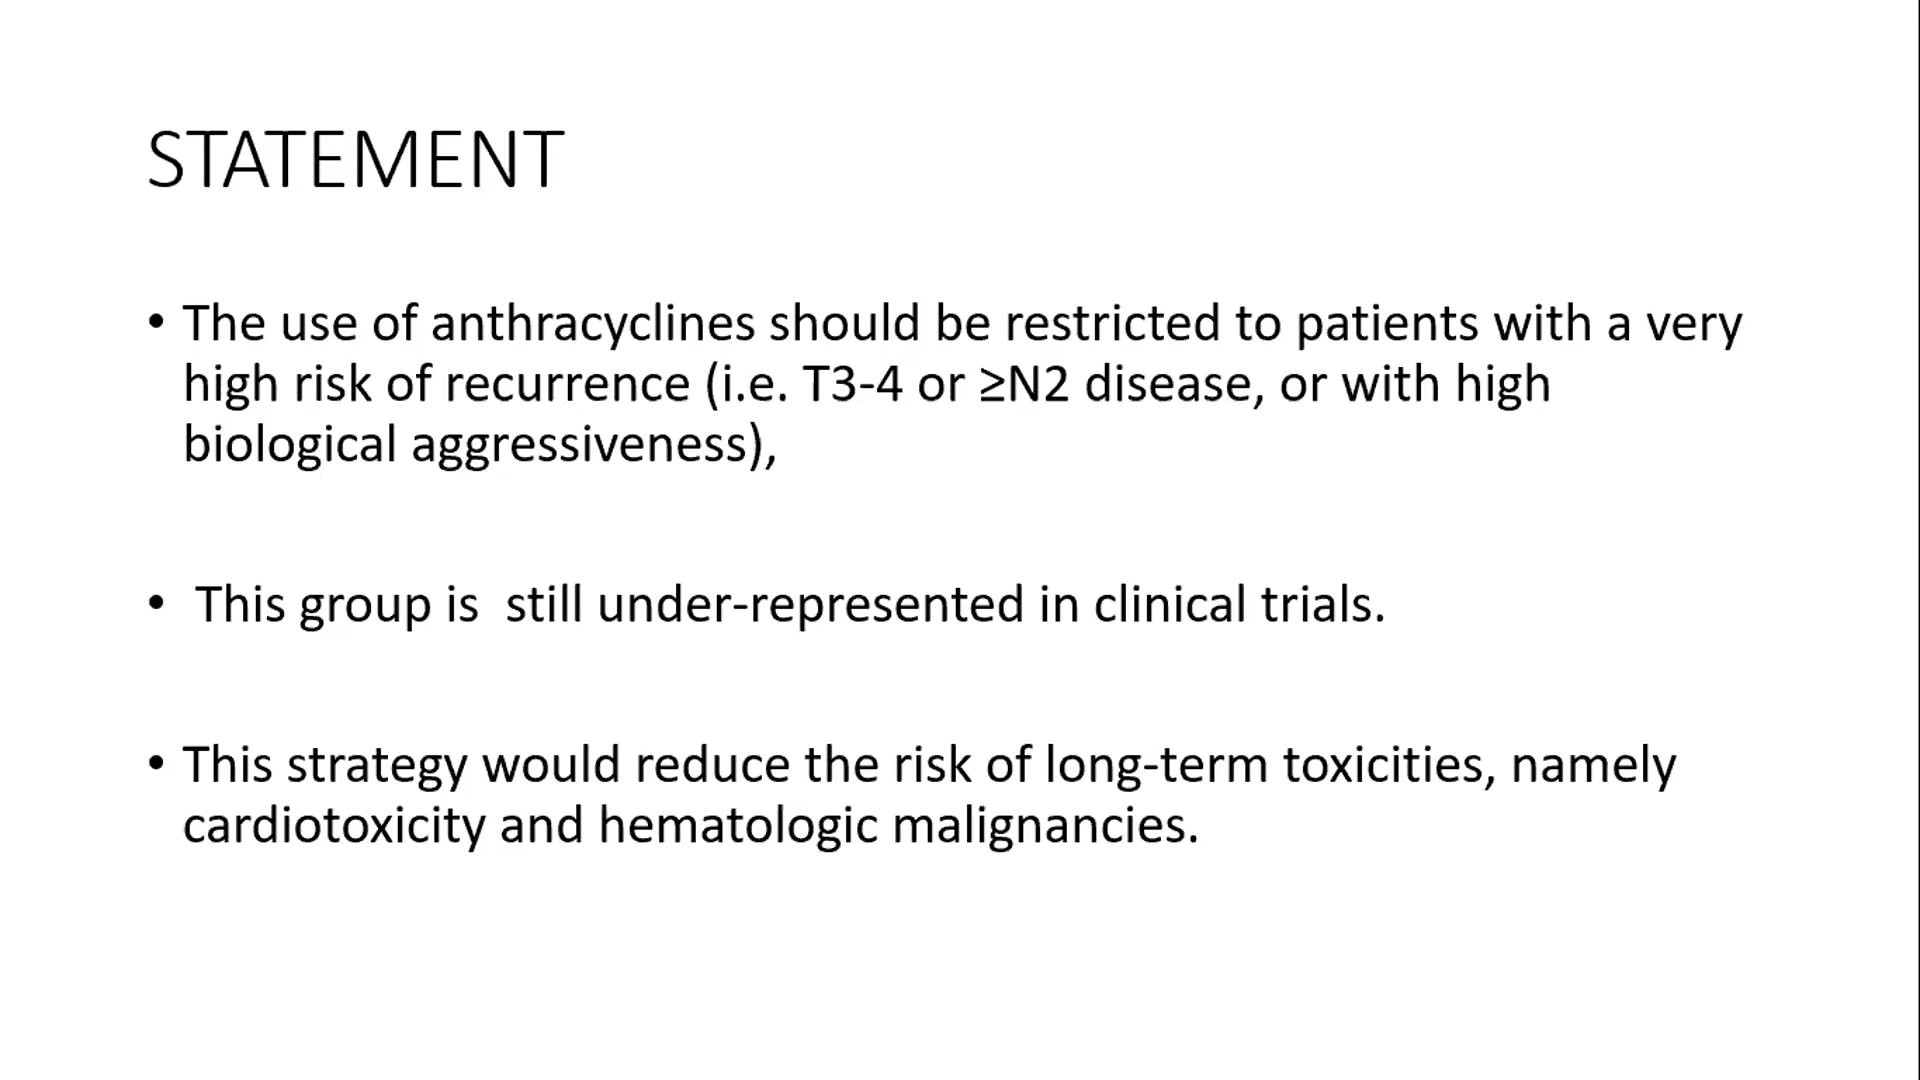 STATEMENT
• The use of anthracyclines should be restricted to patients with a very
high risk of recurrence (i.e. T3-4 or ≥N2 disease, or with high
biological aggressiveness),
• This group is  still under-represented in clinical trials.
• This strategy would reduce the risk of long-term toxicities, namely
cardiotoxicity and hematologic malignancies.